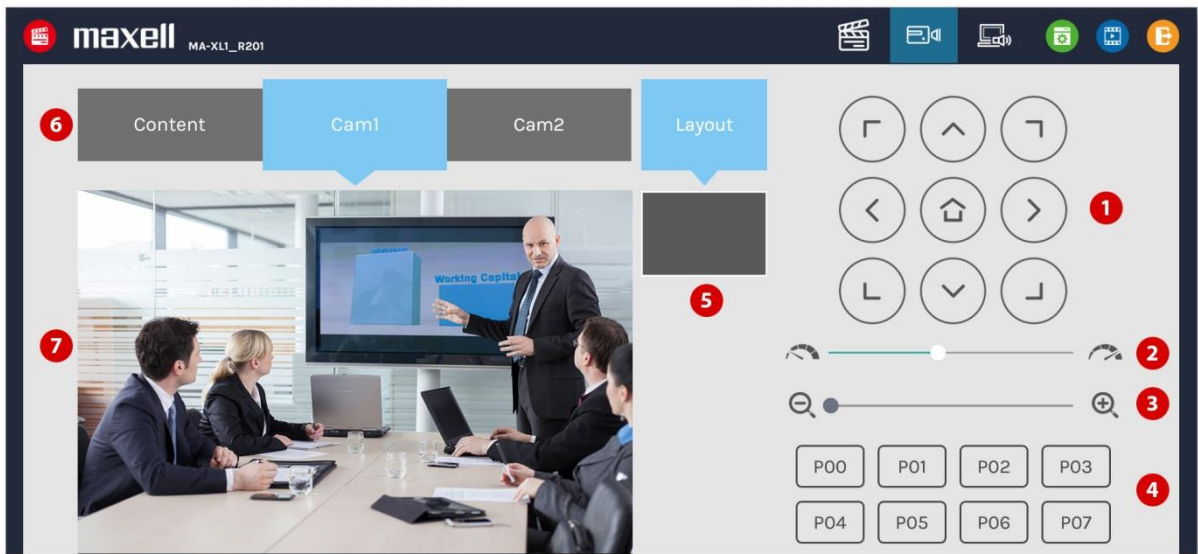 maxell MA-XL1_R201
6 Content Cam1 Cam2 Layout
1
Working Capital
5
7
2
3
P00 P01 P02 P03
4
P04 P05 P06 P07